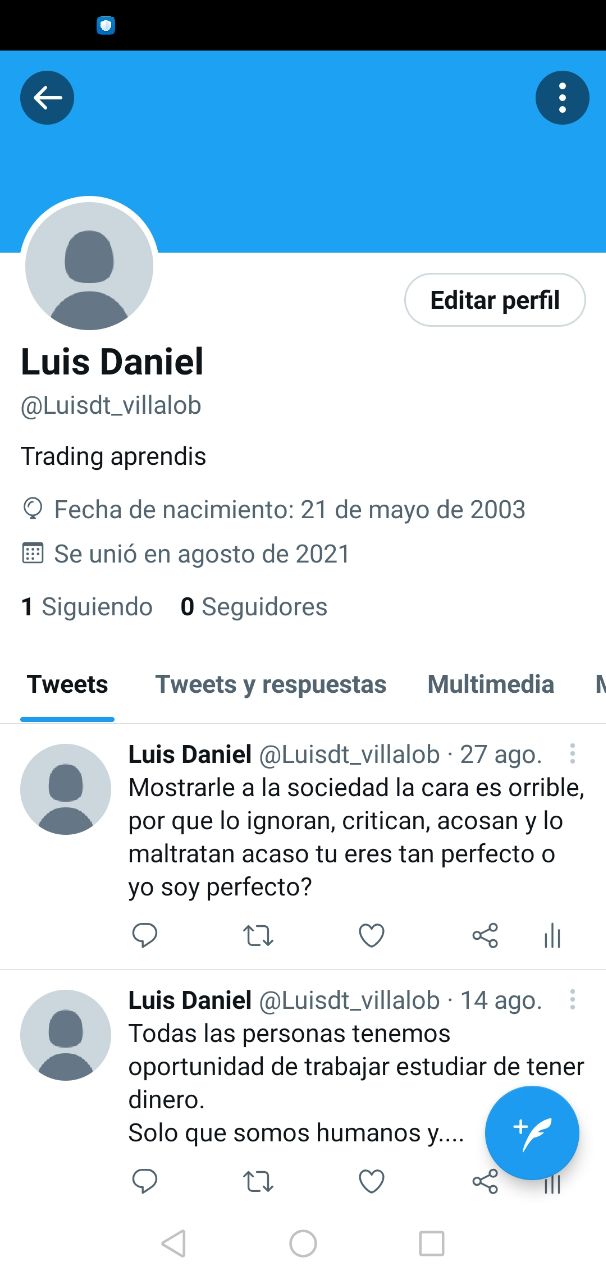 Editar perfil
Luis Daniel
@Luisdt_villalob
Trading aprendis
Fecha de nacimiento: 21 de mayo de 2003
Se unió en agosto de 2021
1 Siguiendo 0 Seguidores
Tweets Tweets y respuestas Multimedia
Luis Daniel @Luisdt_villalob · 27 ago.
Mostrarle a la sociedad la cara es orrible,
por que lo ignoran, critican, acosan y lo
maltratan acaso tu eres tan perfecto o
yo soy perfecto?
Luis Daniel @Luisdt_villalob · 14 ago.
Todas las personas tenemos
oportunidad de trabajar estudiar de tener
dinero.
Solo que somos humanos y....